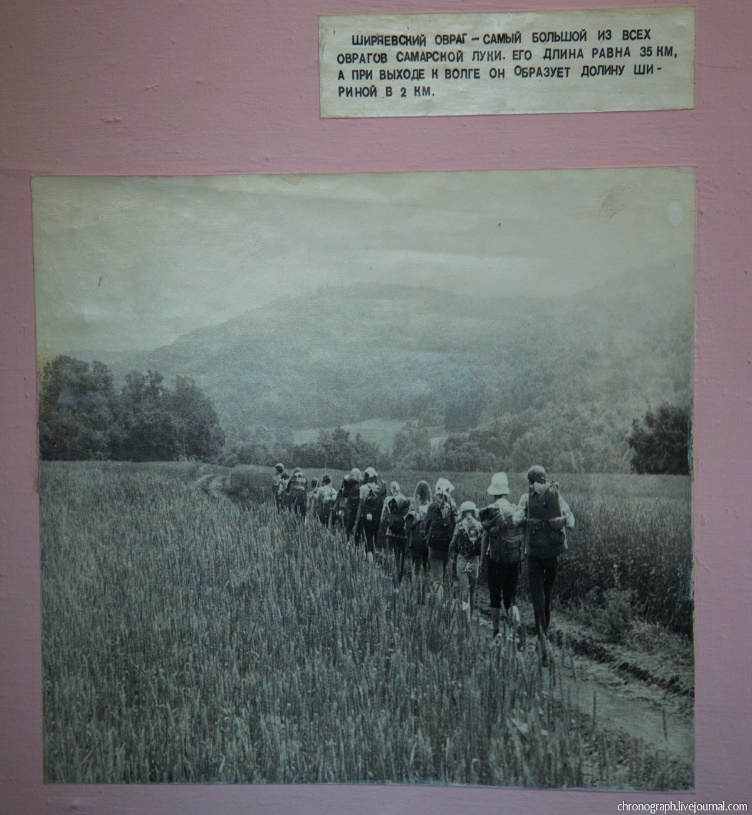 ШИРЯЕВСКИЙ ОВРАГ – САМЫЙ БОЛЬШОЙ ИЗ ВСЕХ
ОВРАГОВ САМАРСКОЙ ЛУКИ. ЕГО ДЛИНА РАВНА 35 КМ,
А ПРИ ВЫХОДЕ К ВОЛГЕ ОН ОБРАЗУЕТ ДОЛИНУ ШИ-
РИНОЙ В 2 КМ.
chronograph.livejournal.com